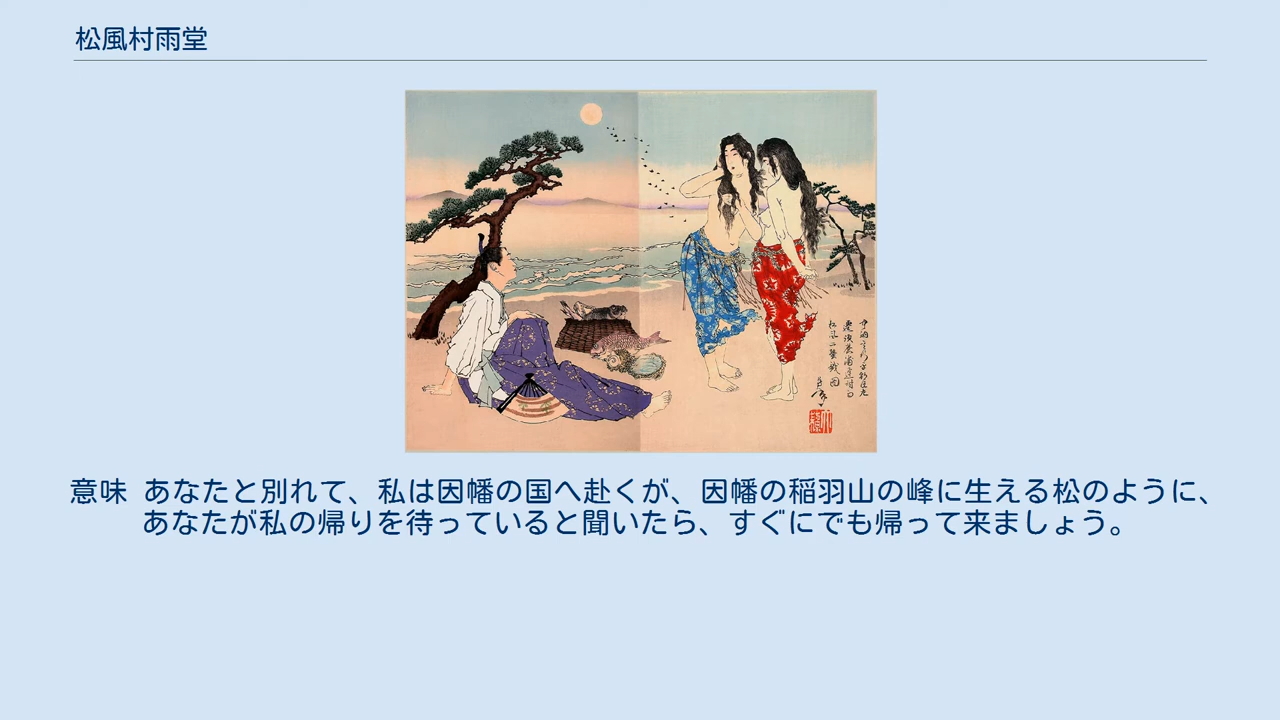 松風村雨堂
意味 あなたと別れて、私は因幡の国へ赴くが、因幡の稲羽山の峰に生える松のように、
あなたが私の帰りを待っていると聞いたら、すぐにでも帰って来ましょう。